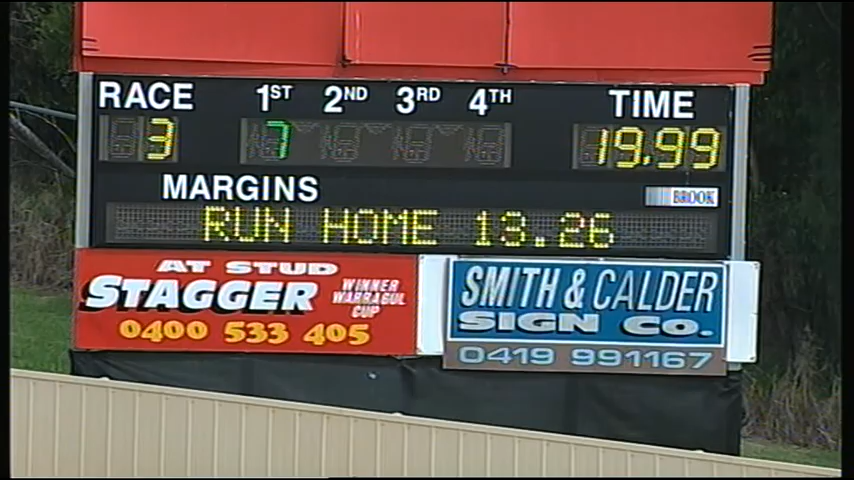 RACE 1ST 2ND 3RD 4TH TIME
3 7 19.99
MARGINS BROOK
RUN HOME 13.26
AT STUD
STAGGER
WINNER
WARRAGUL
CUP
0400 533 405
SMITH & CALDER
SIGN CO.
0419 991167